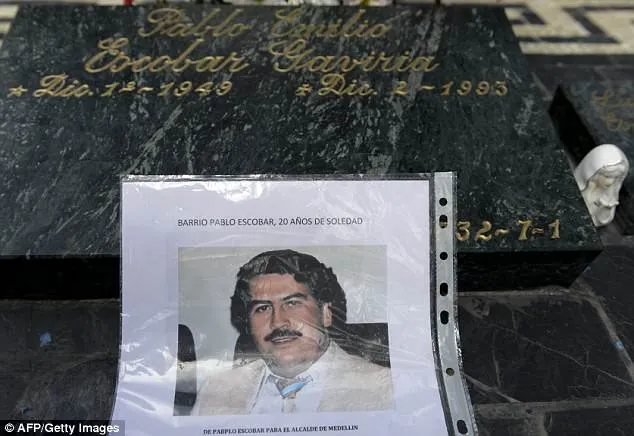 Pablo Emilio
Escobar Gaviria
Dic. 1º-1949 Dic. 2-1993
BARRIO PABLO ESCOBAR, 20 AÑOS DE SOLEDAD
32-7-1
DE PABPLO ESCOBAR PARA EL ALCALDE DE MEDELLIN
©AFP/Getty Images